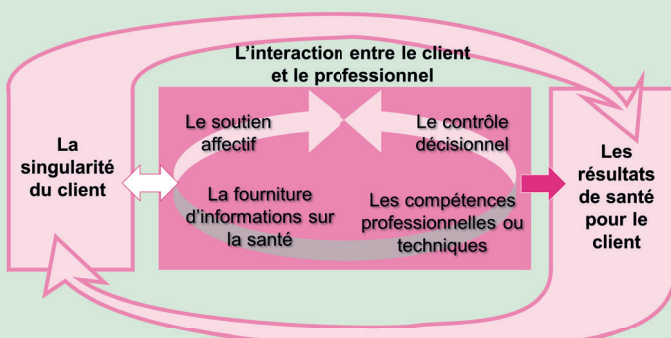 L'interaction entre le client
et le professionnel
La
singularité
du client
Le soutien
affectif
Le contrôle
décisionnel
La fourniture
d'informations sur
la santé
Les compétences
professionnelles ou
techniques
Les
résultats
de santé
pour le
client